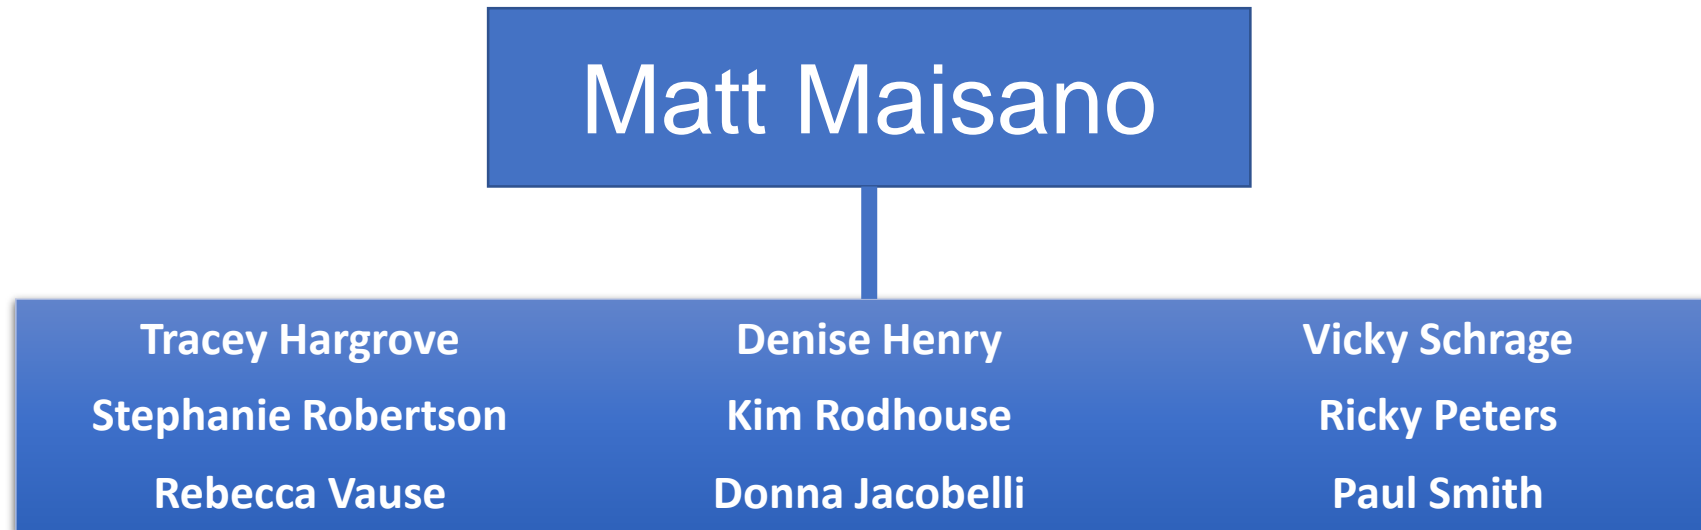 Matt Maisano
Tracey Hargrove Denise Henry Vicky Schrage
Stephanie Robertson Kim Rodhouse Ricky Peters
Rebecca Vause Donna Jacobelli Paul Smith